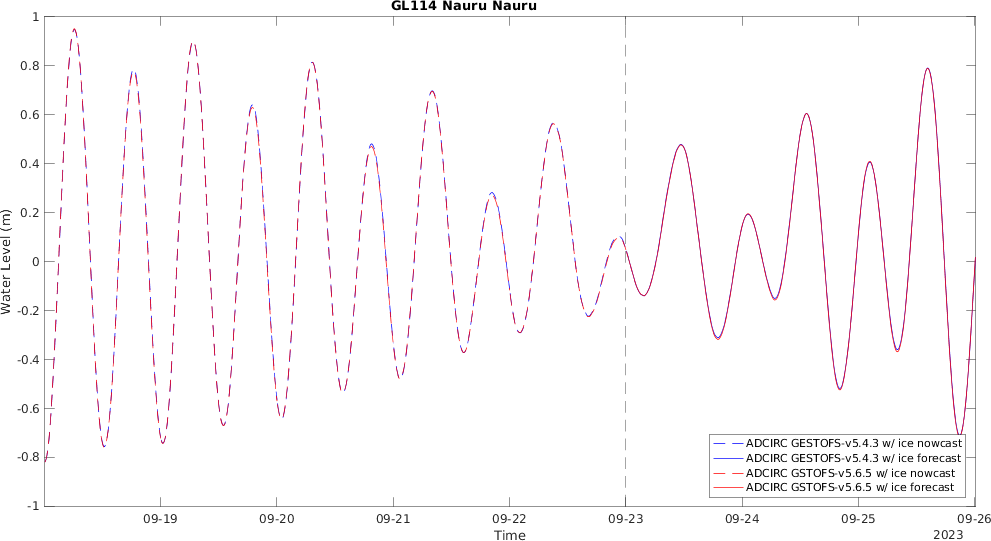 GL114 Nauru Nauru
Water Level (m)
1
0.8
0.6
0.4
0.2
0
-0.2
-0.4
-0.6
-0.8
-1
ADCIRC GESTOFS-v5.4.3 w/ ice nowcast
ADCIRC GESTOFS-v5.4.3 w/ ice forecast
ADCIRC GSTOFS-v5.6.5 w/ ice nowcast
ADCIRC GSTOFS-v5.6.5 w/ ice forecast
09-19 09-20 09-21 09-22 09-23 09-24 09-25 09-26
Time
2023